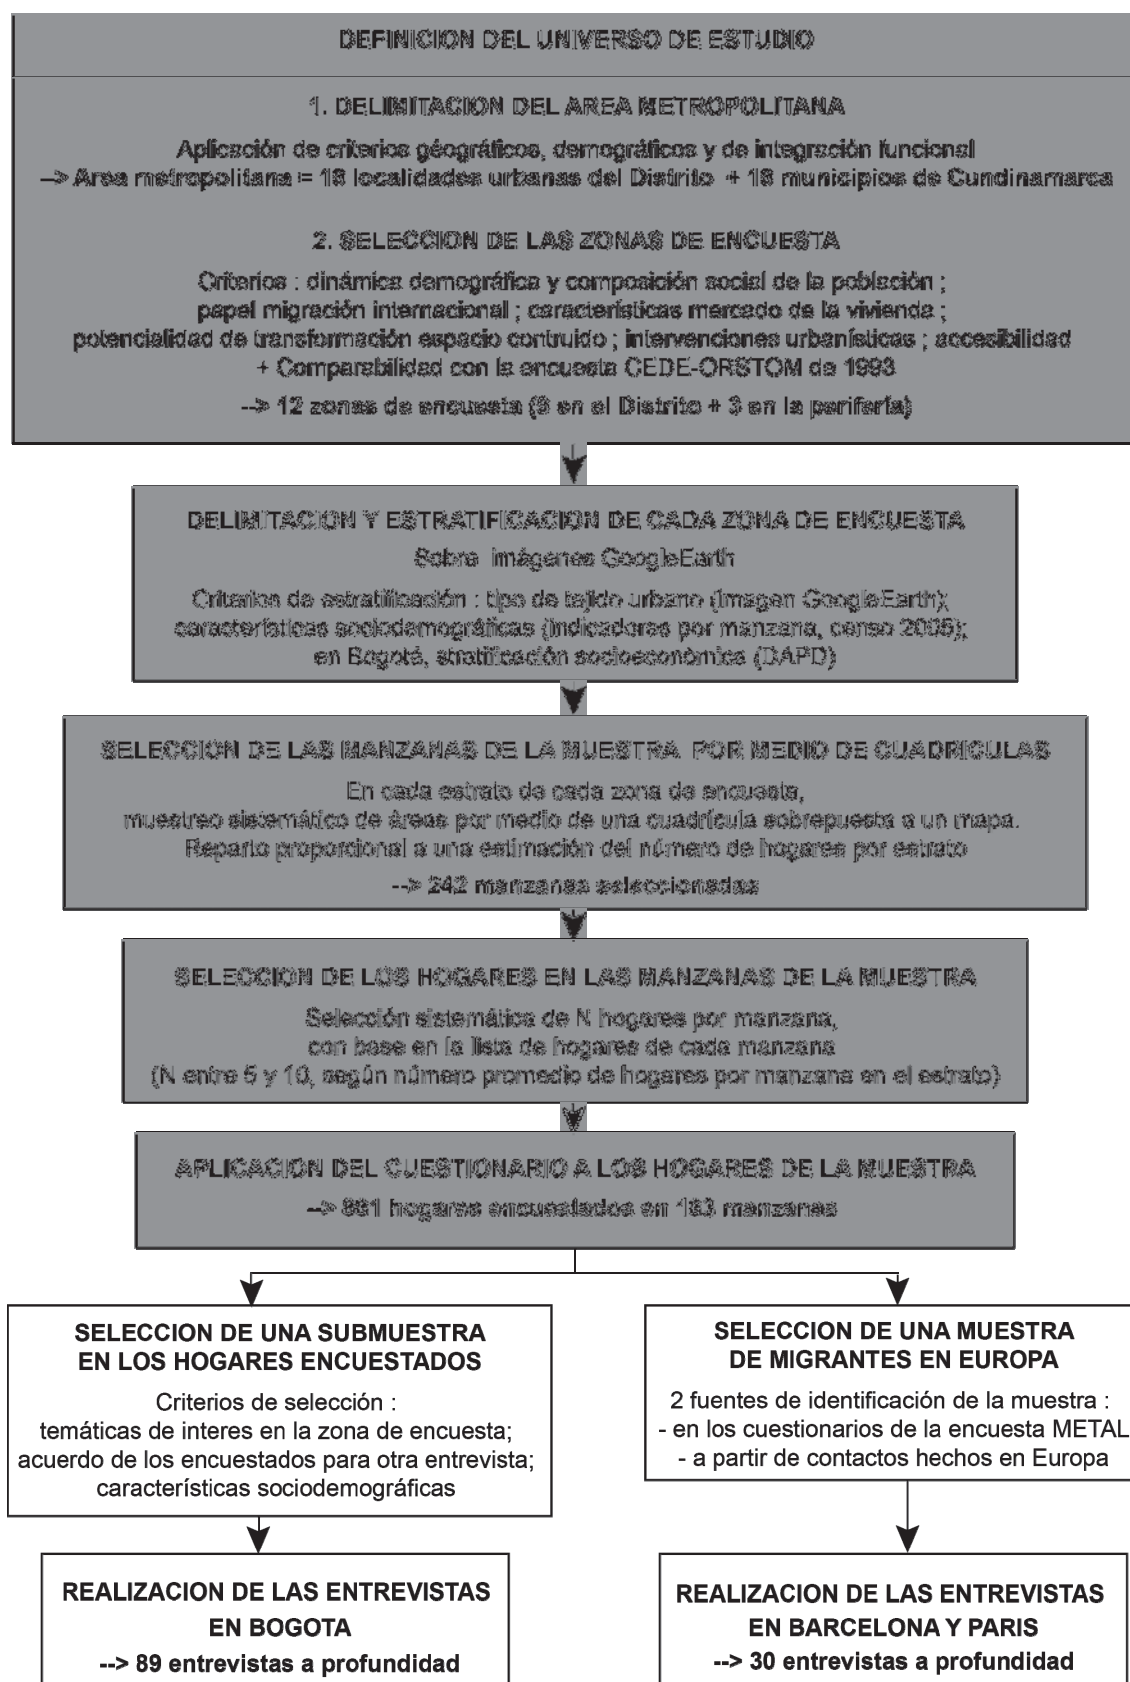 DEFINICION DEL UNIVERSO DE ESTUDIO
1. DELIMITACION DEL AREA METROPOLITANA
Aplicación de criterios géográficos, demográficos y de integración funcional
--> Area metropolitana = 18 localidades urbanas del Distrito + 18 municipios de Cundinamarca
2. SELECCION DE LAS ZONAS DE ENCUESTA
Criterios : dinámica demográfica y composición social de la población ;
papel migración internacional ; características mercado de la vivienda ;
potencialidad de transformación espacio contruido ; intervenciones urbanísticas ; accesibilidad
+ Comparabilidad con la encuesta CEDE-ORSTOM de 1993
--> 12 zonas de encuesta (9 en el Distrito + 3 en la periferia)
DELIMITACION Y ESTRATIFICACION DE CADA ZONA DE ENCUESTA
Sobre imágenes GoogleEarth
Criterios de estratificación : tipo de tejido urbano (imagen GoogleEarth);
características sociodemográficas (indicadores por manzana, censo 2005);
en Bogotá, stratificación socioeconómica (DAPD)
SELECCION DE LAS MANZANAS DE LA MUESTRA POR MEDIO DE CUADRICULAS
En cada estrato de cada zona de encuesta,
muestreo sistemático de áreas por medio de una cuadrícula sobrepuesta a un mapa.
Reparto proporcional a una estimación del número de hogares por estrato
--> 242 manzanas seleccionadas
SELECCION DE LOS HOGARES EN LAS MANZANAS DE LA MUESTRA
Selección sistemática de N hogares por manzana,
con base en la lista de hogares de cada manzana
(N entre 5 y 10, según número promedio de hogares por manzana en el estrato)
APLICACION DEL CUESTIONARIO A LOS HOGARES DE LA MUESTRA
--> hogares encuestados en manzanas
SELECCION DE UNA SUBMUESTRA
EN LOS HOGARES ENCUESTADOS
Criterios de selección :
temáticas de interes en la zona de encuesta;
acuerdo de los encuestados para otra entrevista;
características sociodemográficas
SELECCION DE UNA MUESTRA
DE MIGRANTES EN EUROPA
2 fuentes de identificación de la muestra :
- en los cuestionarios de la encuesta METAL
- a partir de contactos hechos en Europa
REALIZACION DE LAS ENTREVISTAS
EN BOGOTA
--> 89 entrevistas a profundidad
REALIZACION DE LAS ENTREVISTAS
EN BARCELONA Y PARIS
--> 30 entrevistas a profundidad